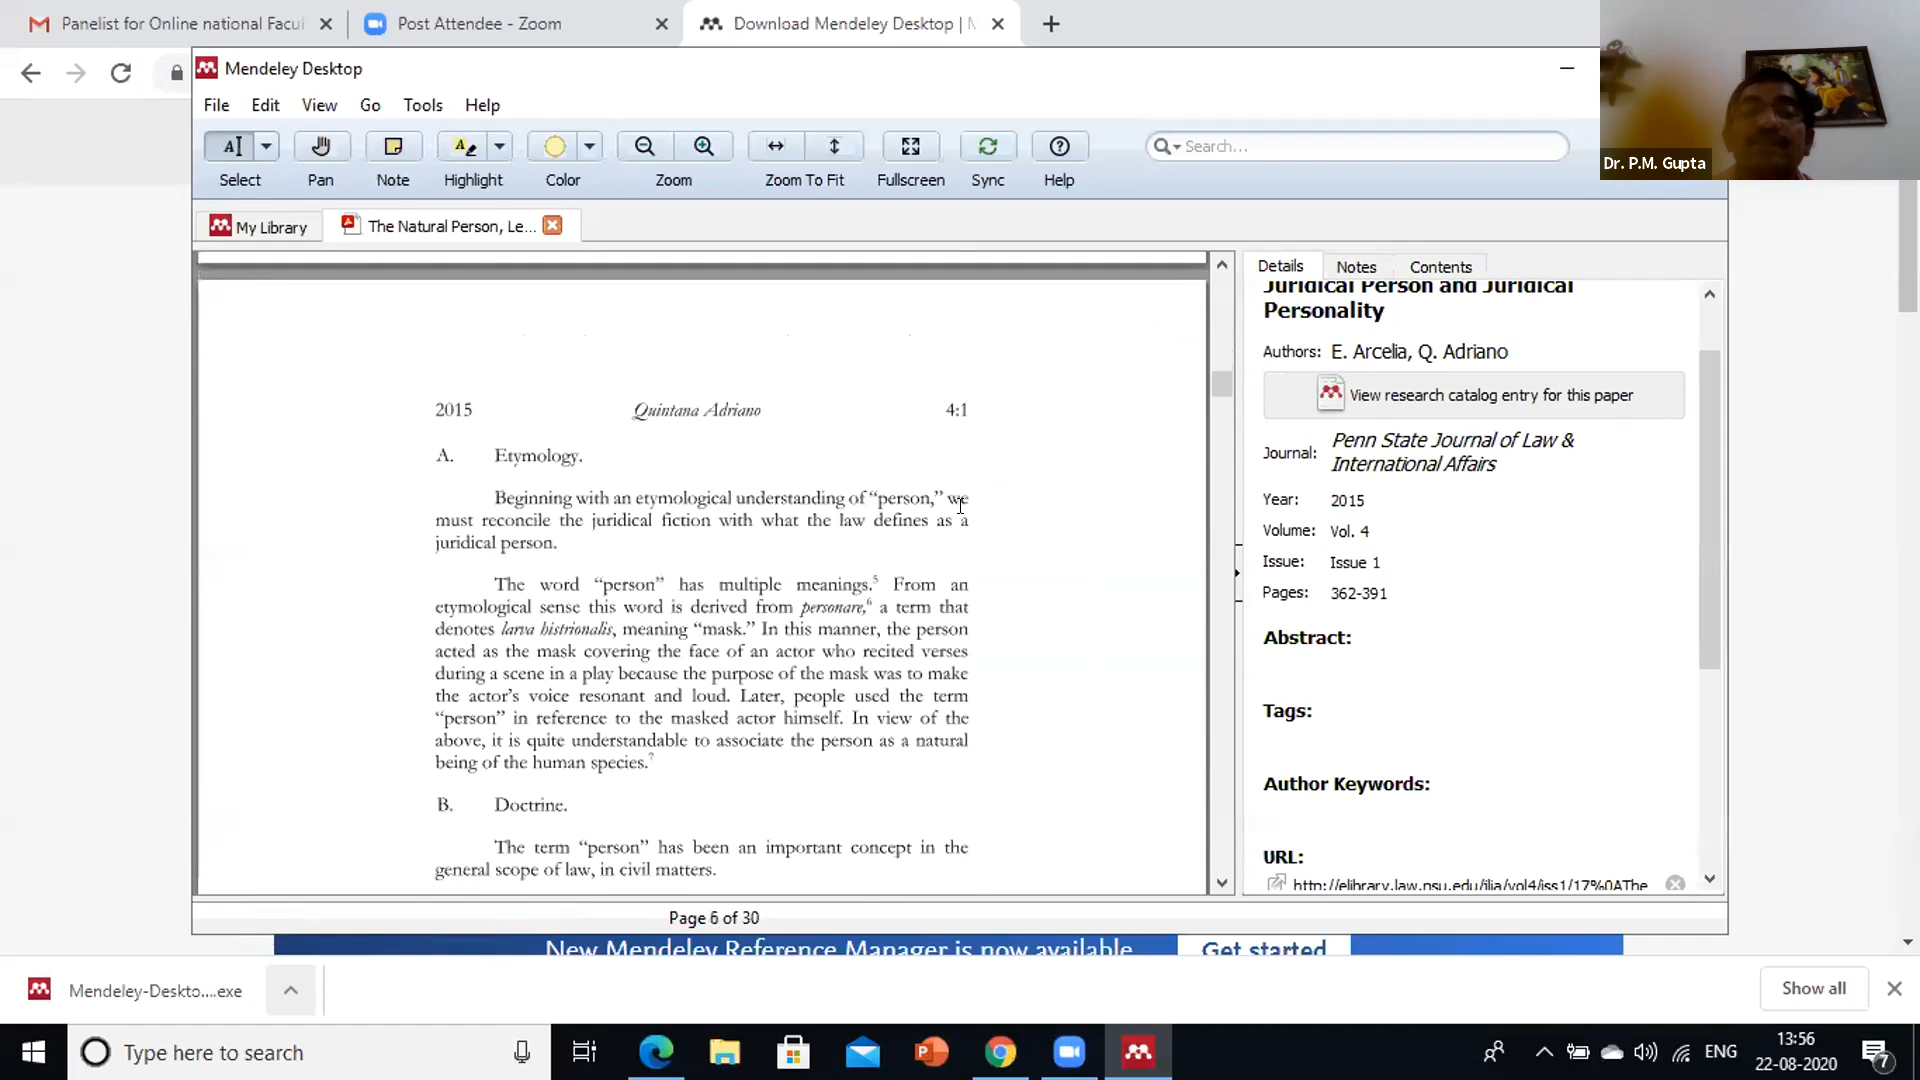 Panelist for Online national Facul
Post Attendee - Zoom
Download Mendeley Desktop | M
Mendeley Desktop
File Edit View Go Tools Help
Search...
Select Pan Note Highlight Color Zoom Zoom To Fit Fullscreen Sync Help
Dr. P.M. Gupta
My Library
The Natural Person, Le...
Details Notes Contents
2015 Quintana Adriano 4:1
A. Etymology.
Beginning with an etymological understanding of “person,” we
must reconcile the juridical fiction with what the law defines as a
juridical person.
The word “person” has multiple meanings.5 From an
etymological sense this word is derived from personare,6 a term that
denotes larva histrionalis, meaning “mask.” In this manner, the person
acted as the mask covering the face of an actor who recited verses
during a scene in a play because the purpose of the mask was to make
the actor’s voice resonant and loud. Later, people used the term
“person” in reference to the masked actor himself. In view of the
above, it is quite understandable to associate the person as a natural
being of the human species.7
B. Doctrine.
The term “person” has been an important concept in the
general scope of law, in civil matters.
Page 6 of 30
Juridical Person and Juridical
Personality
Authors: E. Arcelia, Q. Adriano
View research catalog entry for this paper
Journal: Penn State Journal of Law &
International Affairs
Year: 2015
Volume: Vol. 4
Issue: Issue 1
Pages: 362-391
Abstract:
Tags:
Author Keywords:
URL:
http://elibrary.law.psu.edu/jlia/vol4/iss1/17%0AThe
New Mendeley Reference Manager is now available
Get started
Mendeley-Deskto....exe
Show all
Type here to search
ENG
13:56
22-08-2020
7